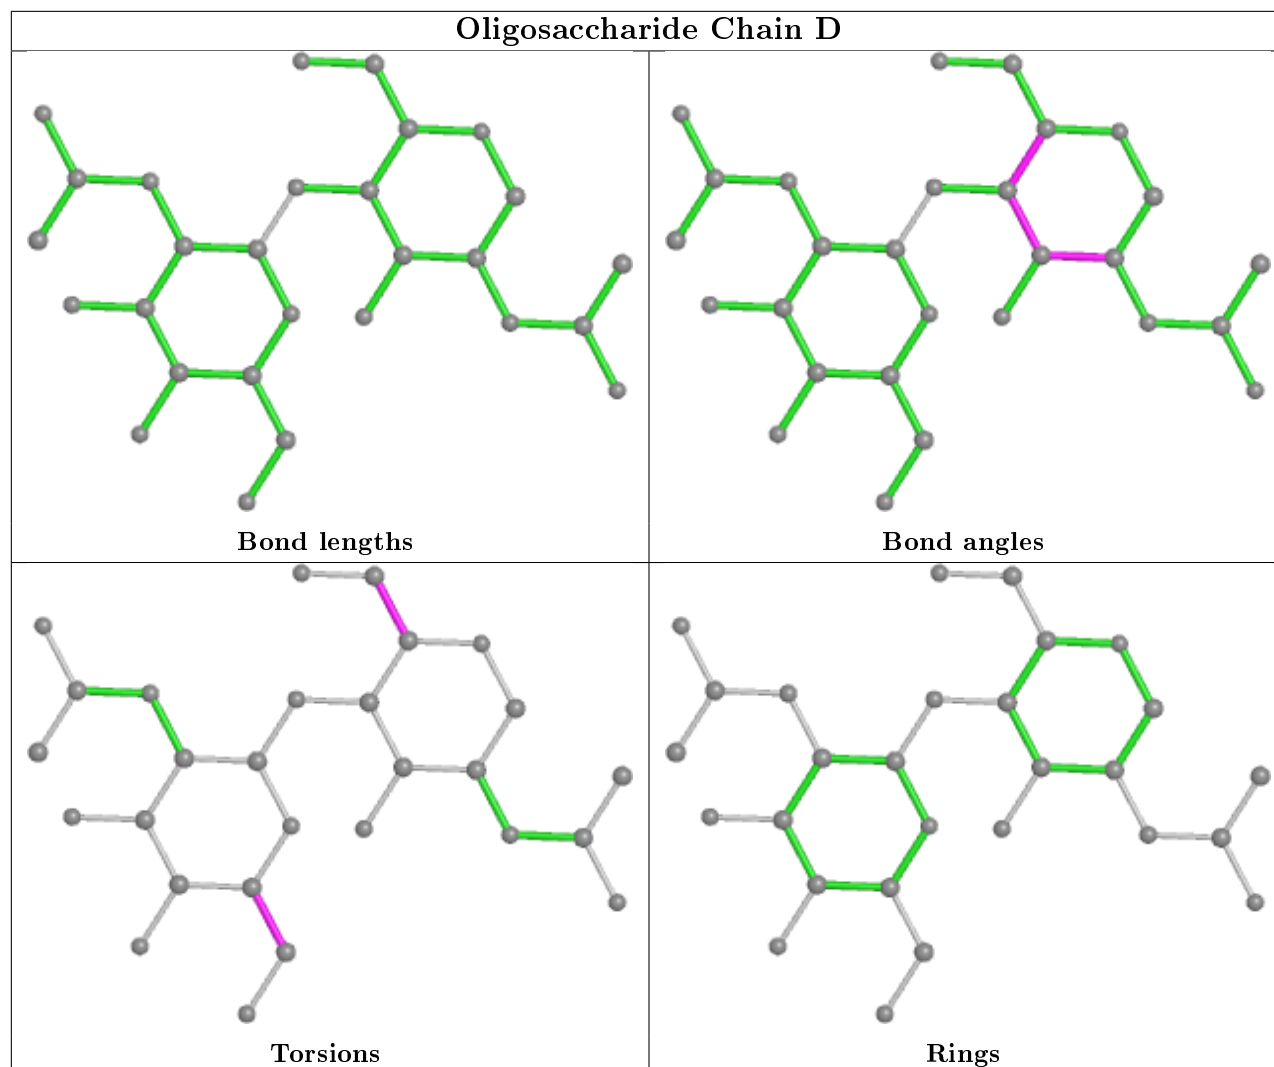 Oligosaccharide Chain D
Bond lengths
Bond angles
Torsions
Rings